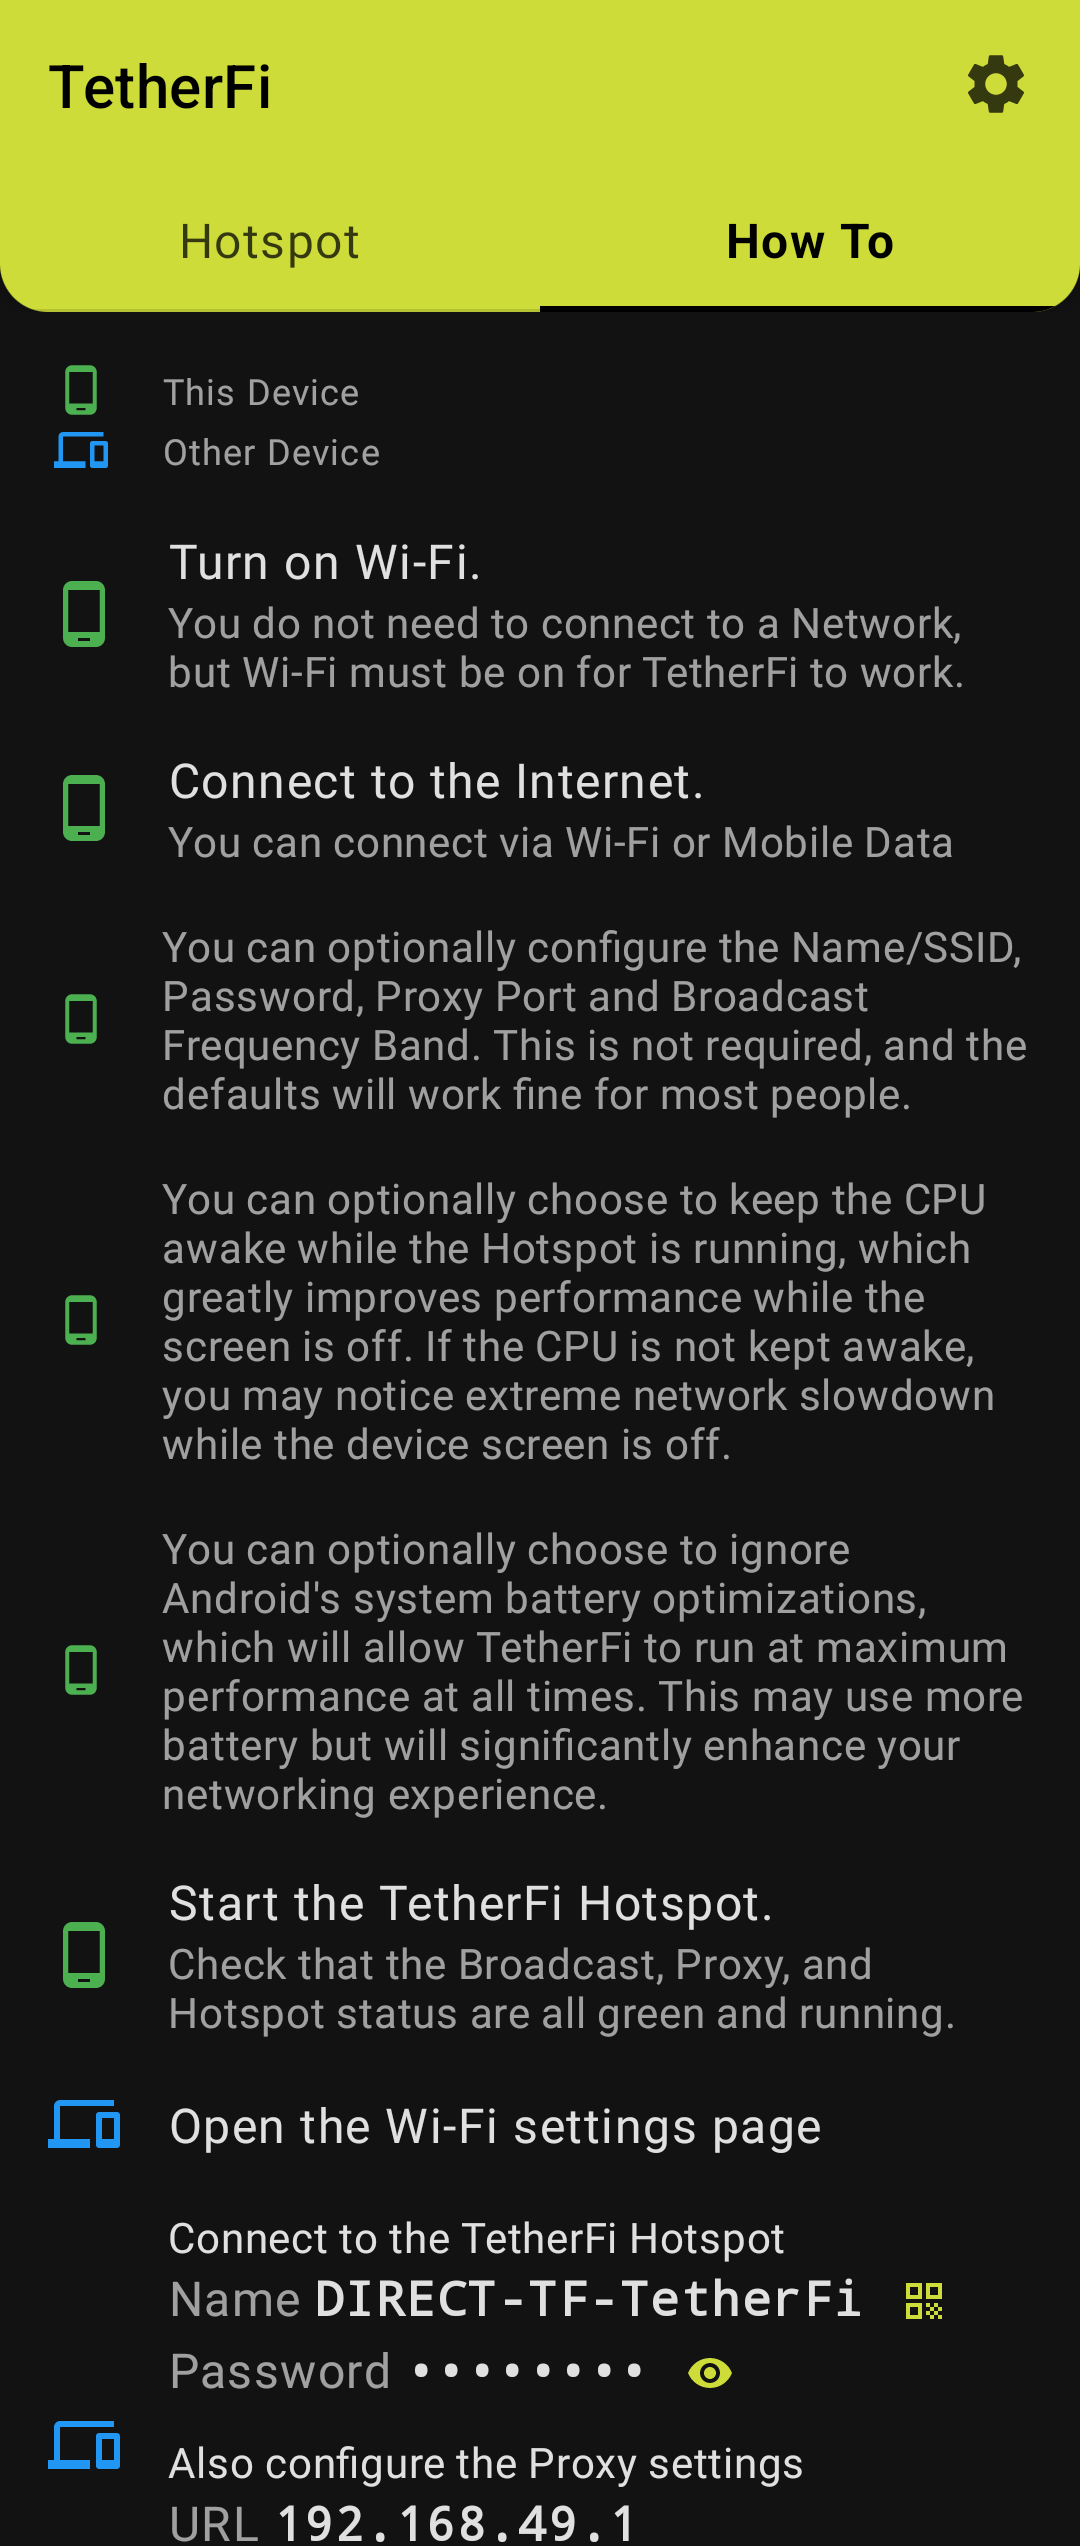 TetherFi
Hotspot
How To
This Device
Other Device
Turn on Wi-Fi.
You do not need to connect to a Network,
but Wi-Fi must be on for TetherFi to work.
Connect to the Internet.
You can connect via Wi-Fi or Mobile Data
You can optionally configure the Name/SSID,
Password, Proxy Port and Broadcast
Frequency Band. This is not required, and the
defaults will work fine for most people.
You can optionally choose to keep the CPU
awake while the Hotspot is running, which
greatly improves performance while the
screen is off. If the CPU is not kept awake,
you may notice extreme network slowdown
while the device screen is off.
You can optionally choose to ignore
Android's system battery optimizations,
which will allow TetherFi to run at maximum
performance at all times. This may use more
battery but will significantly enhance your
networking experience.
Start the TetherFi Hotspot.
Check that the Broadcast, Proxy, and
Hotspot status are all green and running.
Open the Wi-Fi settings page
Connect to the TetherFi Hotspot
Name DIRECT-TF-TetherFi
Password ••••••••
Also configure the Proxy settings
URL 192.168.49.1